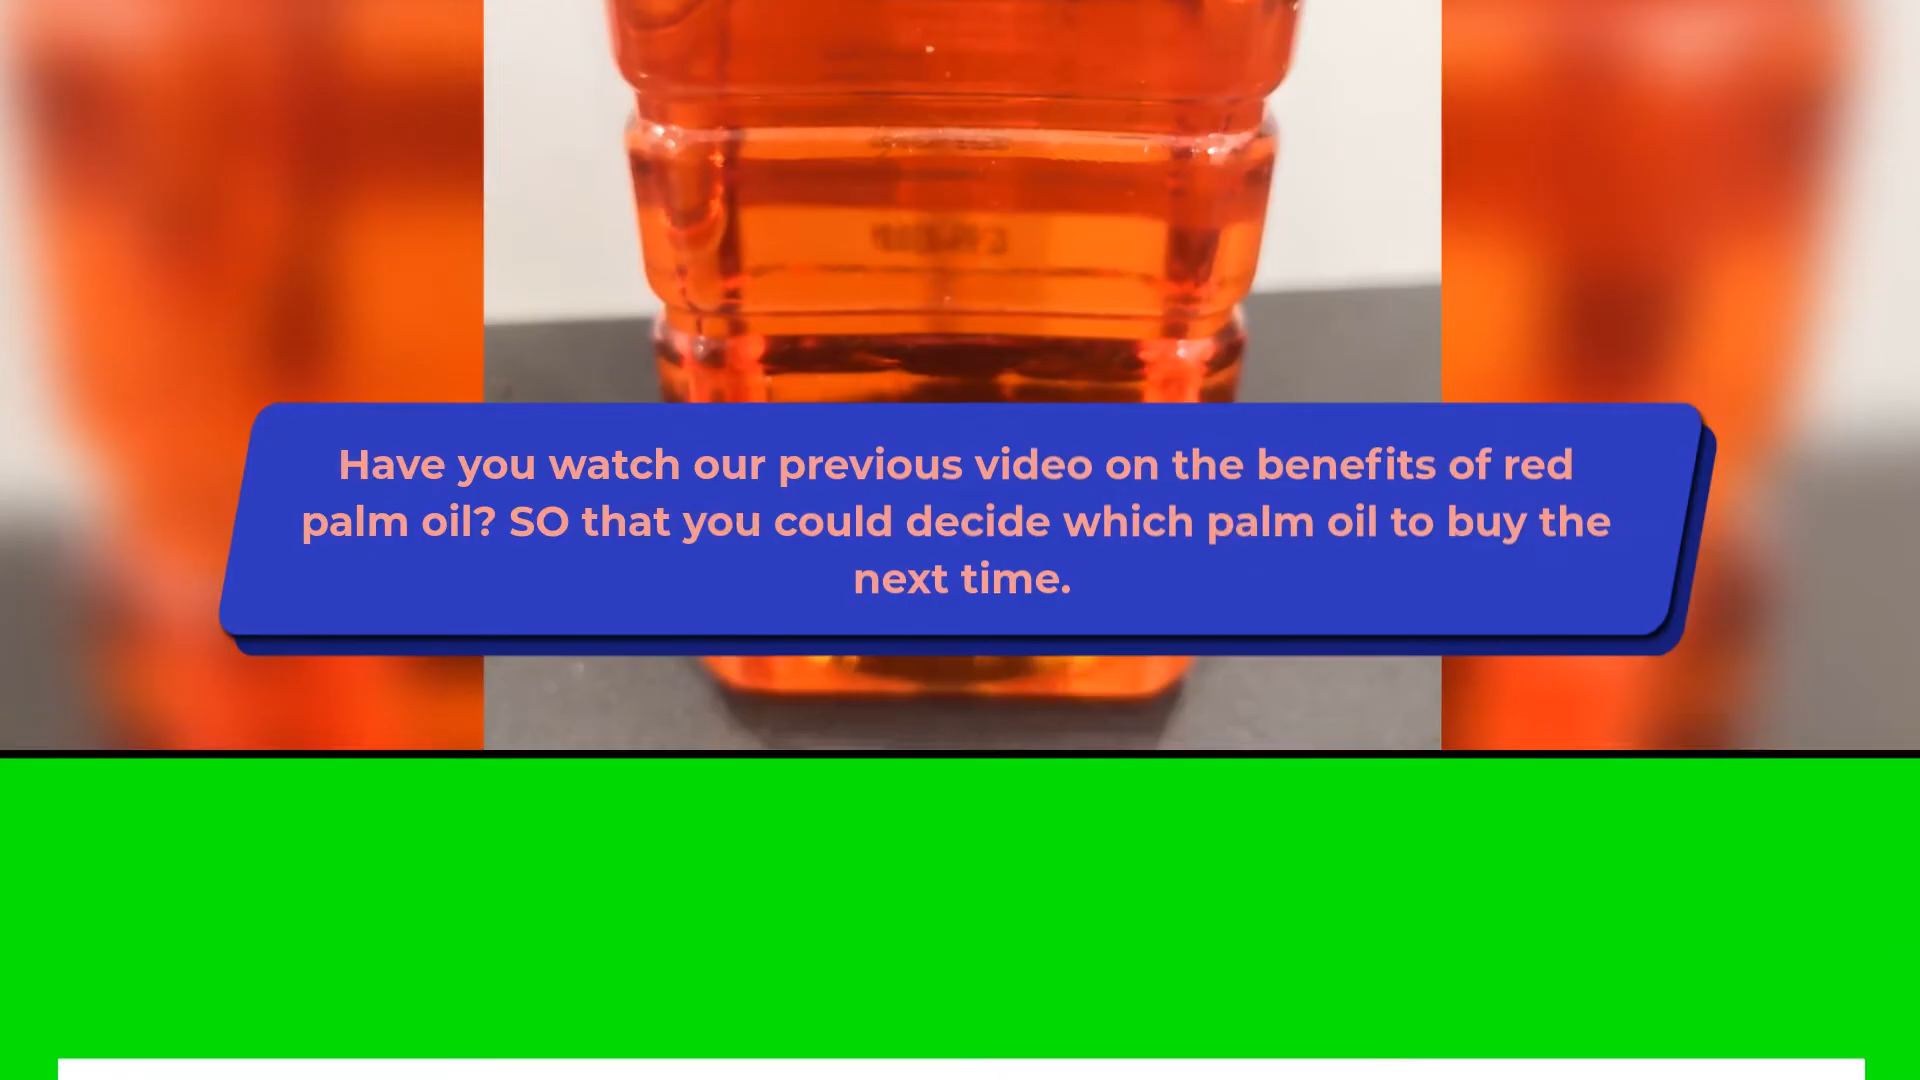 Have you watch our previous video on the benefits of red
palm oil? SO that you could decide which palm oil to buy the
next time.